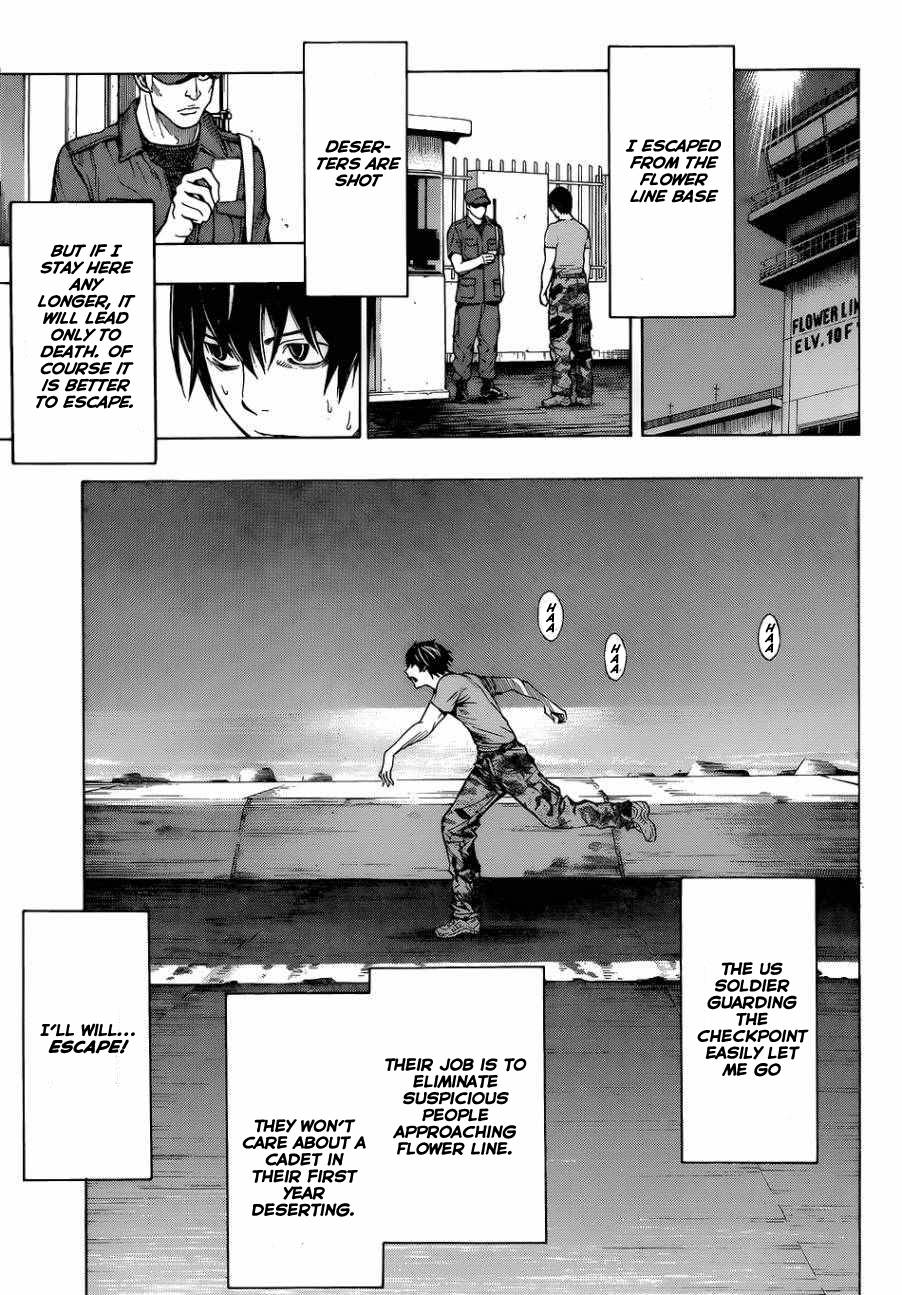 I ESCAPED
FROM THE
FLOWER
LINE BASE
FLOWER LIN
ELV. 10F
DESER-
TERS ARE
SHOT
BUT IF I
STAY HERE
ANY
LONGER, IT
WILL LEAD
ONLY TO
DEATH. OF
COURSE IT
IS BETTER
TO ESCAPE.
HAA
HAA
HAA
THE US
SOLDIER
GUARDING
THE
CHECKPOINT
EASILY LET
ME GO
THEIR JOB IS TO
ELIMINATE
SUSPICIOUS
PEOPLE
APPROACHING
FLOWER LINE.
THEY WON'T
CARE ABOUT A
CADET IN
THEIR FIRST
YEAR
DESERTING.
I'LL WILL...
ESCAPE!